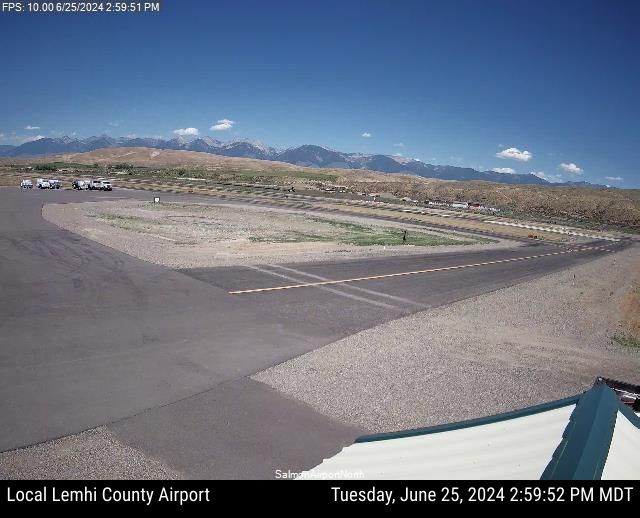 FPS: 10.00 6/25/2024 2:59:51 PM
SalmonAirportNorth
Local Lemhi County Airport Tuesday, June 25, 2024 2:59:52 PM MDT